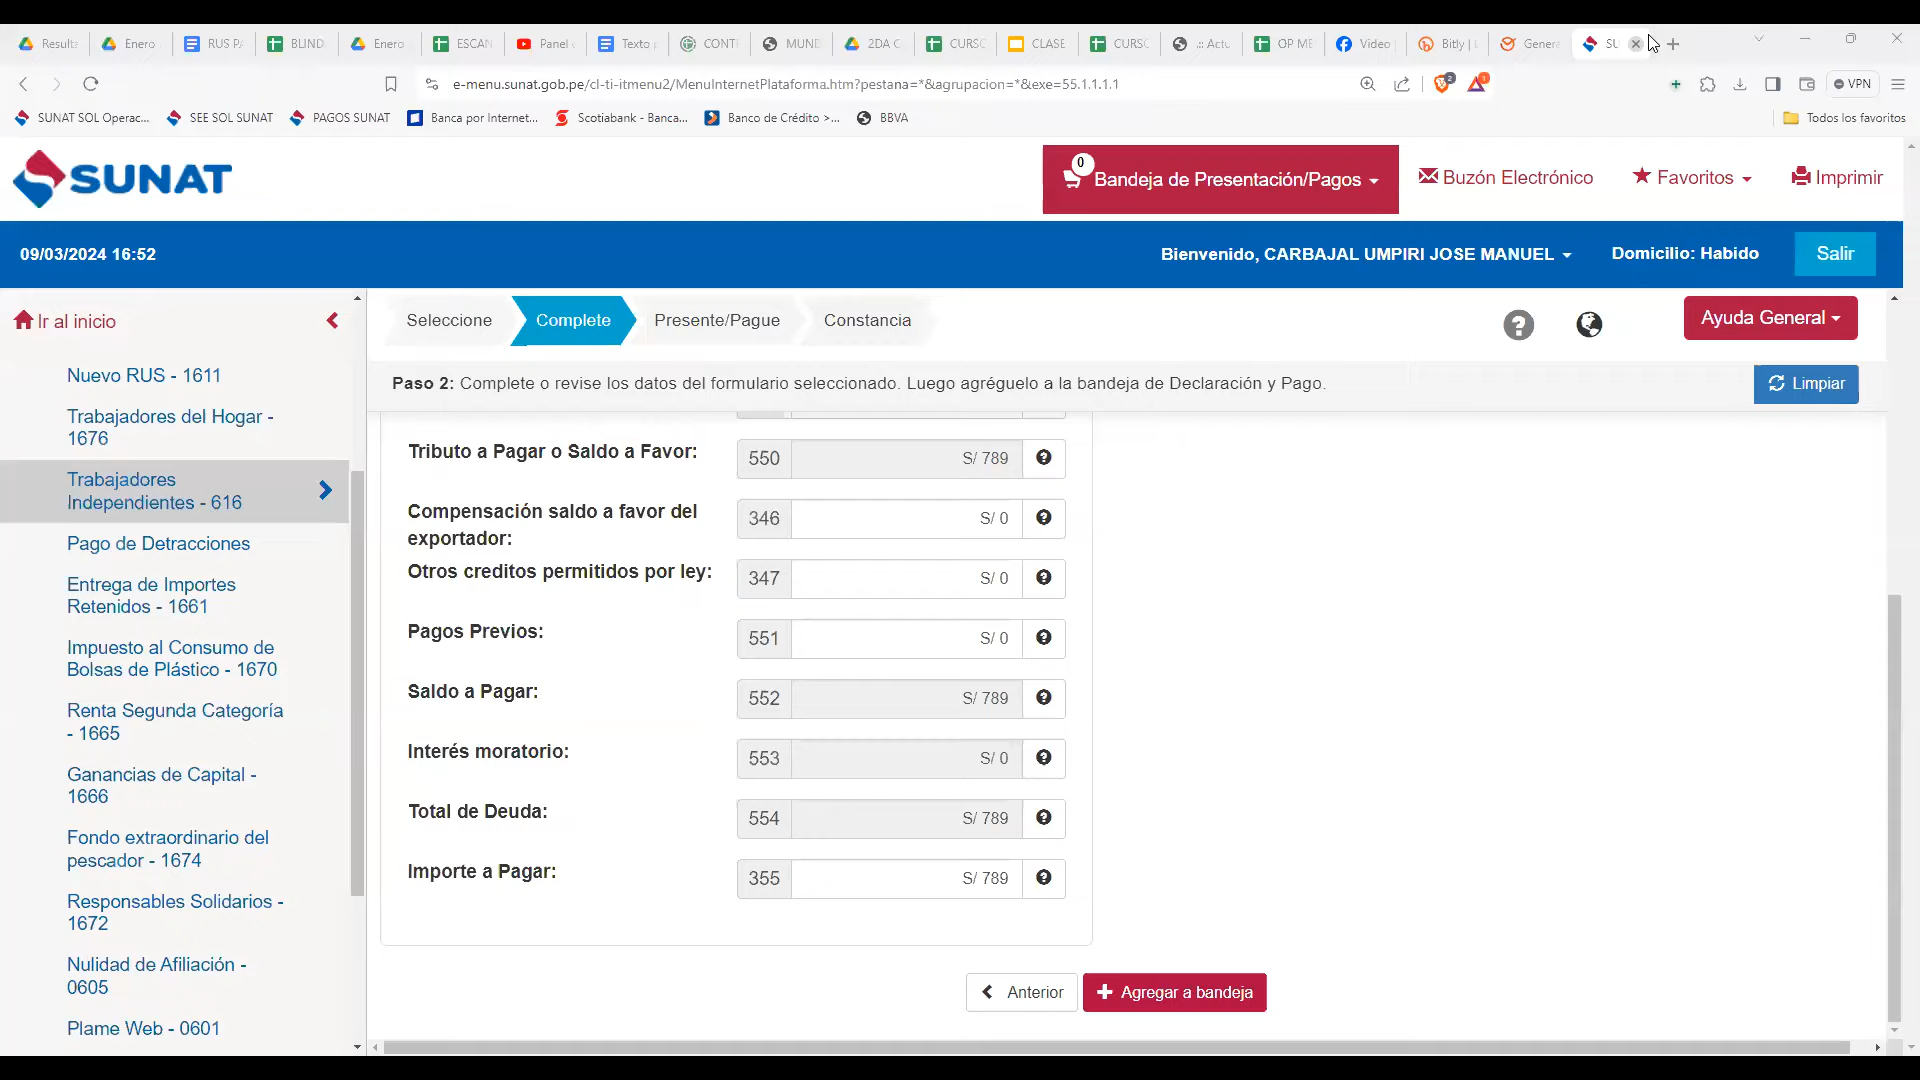 Result
Enero
RUS PA
BLIND
Enero
ESCAN
Panel
Texto
CONT
MUND
2DA C
CURSO
CLASE
CURSO
.:: Actu
OP ME
Video
Bitly | L
Genera
SU
e-menu.sunat.gob.pe/cl-ti-itmenu2/MenuInternetPlataforma.htm?pestana=*&agrupacion=*&exe=55.1.1.1.1
2
1
VPN
SUNAT SOL Operac...
SEE SOL SUNAT
PAGOS SUNAT
Banca por Internet...
Scotiabank - Banca...
Banco de Crédito >...
BBVA
Todos los favoritos
SUNAT
0
Bandeja de Presentación/Pagos
Buzón Electrónico
Favoritos
Imprimir
09/03/2024 16:52
Bienvenido, CARBAJAL UMPIRI JOSE MANUEL
Domicilio: Habido
Salir
Ir al inicio
Nuevo RUS - 1611
Trabajadores del Hogar -
1676
Trabajadores
Independientes - 616
Pago de Detracciones
Entrega de Importes
Retenidos - 1661
Impuesto al Consumo de
Bolsas de Plástico - 1670
Renta Segunda Categoría
- 1665
Ganancias de Capital -
1666
Fondo extraordinario del
pescador - 1674
Responsables Solidarios -
1672
Nulidad de Afiliación -
0605
Plame Web - 0601
Seleccione
Complete
Presente/Pague
Constancia
?
Ayuda General
Paso 2: Complete o revise los datos del formulario seleccionado. Luego agréguelo a la bandeja de Declaración y Pago.
Limpiar
Tributo a Pagar o Saldo a Favor: 550 S/ 789 ?
Compensación saldo a favor del
exportador: 346 S/ 0 ?
Otros creditos permitidos por ley: 347 S/ 0 ?
Pagos Previos: 551 S/ 0 ?
Saldo a Pagar: 552 S/ 789 ?
Interés moratorio: 553 S/ 0 ?
Total de Deuda: 554 S/ 789 ?
Importe a Pagar: 355 S/ 789 ?
Anterior
Agregar a bandeja